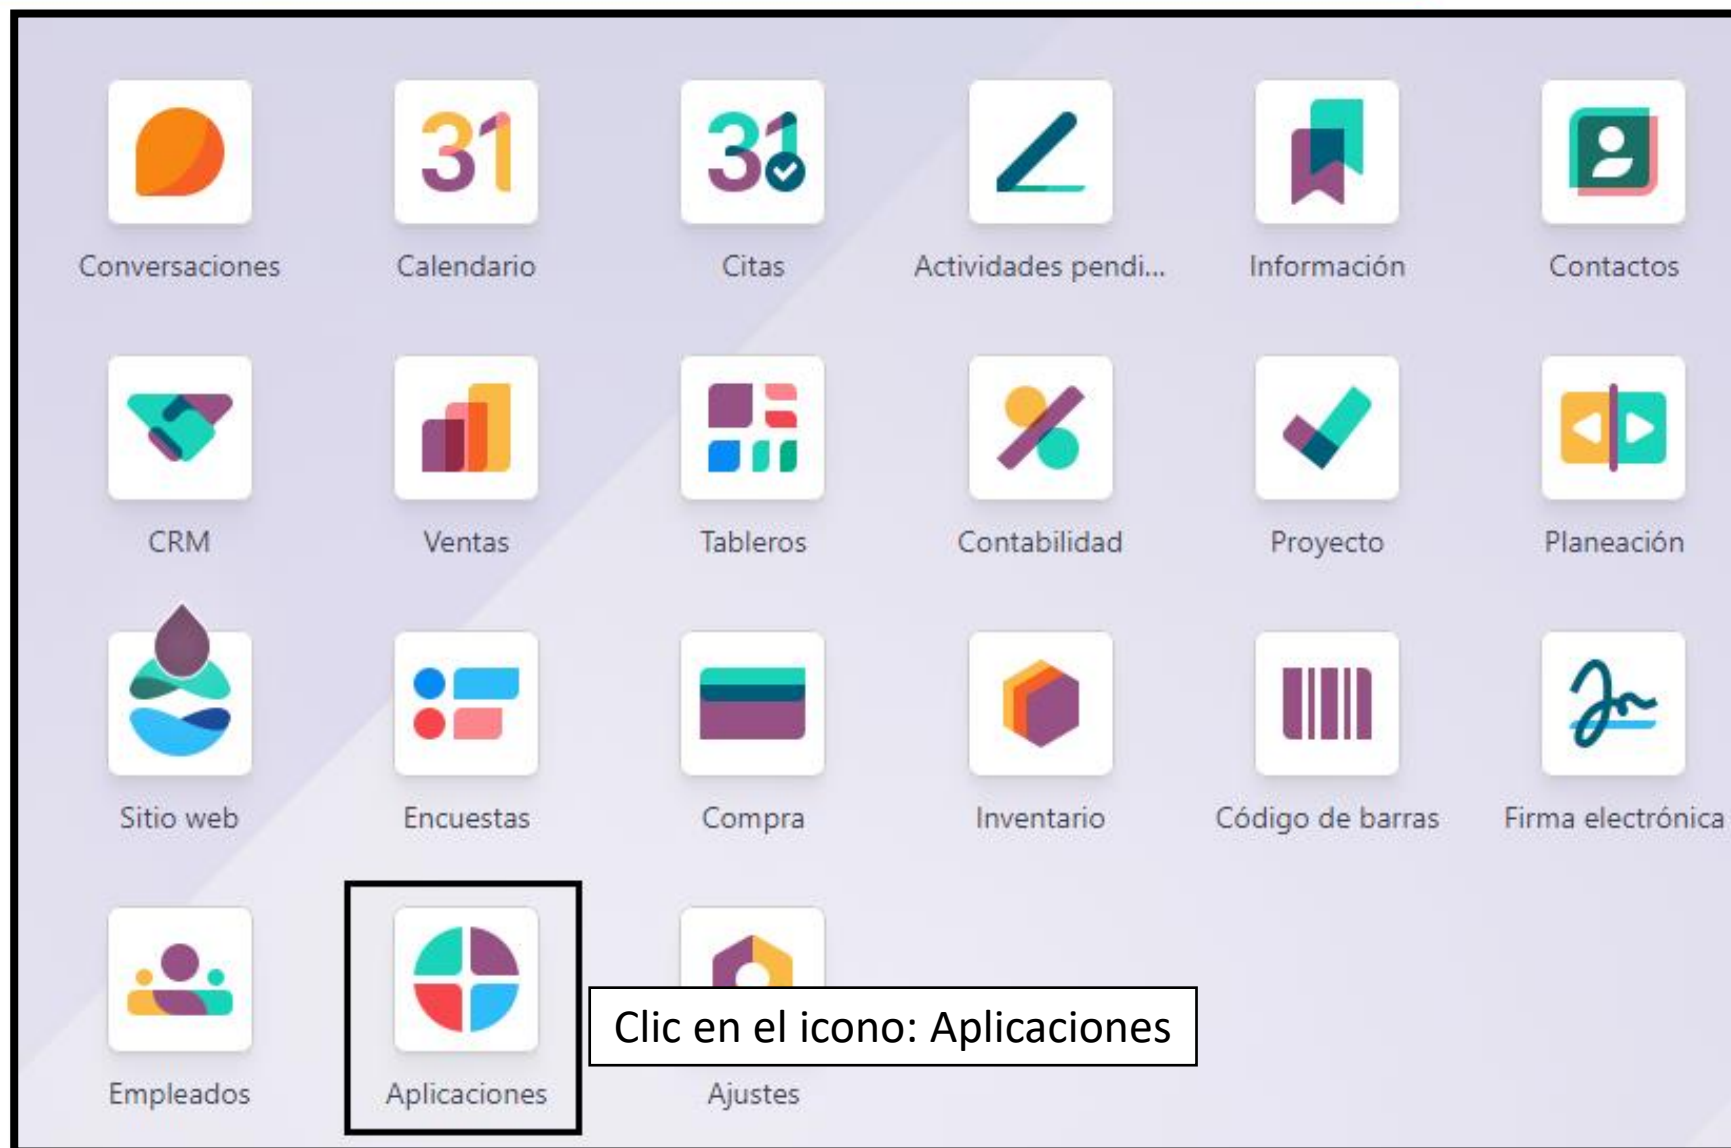 31
31
Conversaciones
Calendario
Citas
Actividades pendi...
Información
Contactos
CRM
Ventas
Tableros
Contabilidad
Proyecto
Planeación
Sitio web
Encuestas
Compra
Inventario
Código de barras
Firma electrónica
Clic en el icono: Aplicaciones
Empleados
Aplicaciones
Ajustes